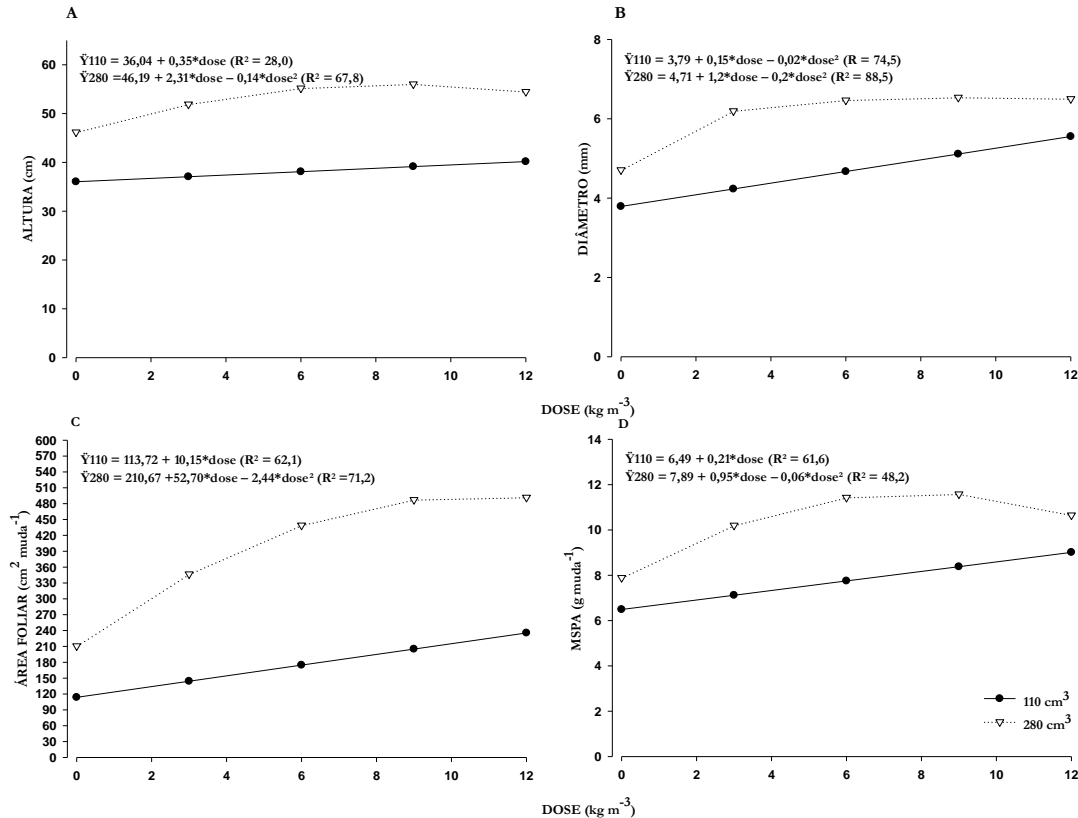 A
Ÿ110 = 36,04 + 0,35*dose (R² = 28,0)
Ÿ280 =46,19 + 2,31*dose – 0,14*dose² (R² = 67,8)
60
50
40
30
20
10
0
ALTURA (cm)
0 2 4 6 8 10 12
B
Ÿ110 = 3,79 + 0,15*dose – 0,02*dose² (R = 74,5)
Ÿ280 = 4,71 + 1,2*dose – 0,2*dose² (R² = 88,5)
8
6
4
2
0
DIÂMETRO (mm)
0 2 4 6 8 10 12
DOSE (kg m-3)
C
Ÿ110 = 113,72 + 10,15*dose (R² = 62,1)
Ÿ280 = 210,67 +52,70*dose – 2,44*dose² (R² =71,2)
600
570
540
510
480
450
420
390
360
330
300
270
240
210
180
150
120
90
60
30
0
ÁREA FOLIAR (cm2 muda-1)
0 2 4 6 8 10 12
D
Ÿ110 = 6,49 + 0,21*dose (R² = 61,6)
Ÿ280 = 7,89 + 0,95*dose – 0,06*dose² (R² = 48,2)
14
12
10
8
6
4
2
0
MSPA (g muda-1)
110 cm3
280 cm3
0 2 4 6 8 10 12
DOSE (kg m-3)